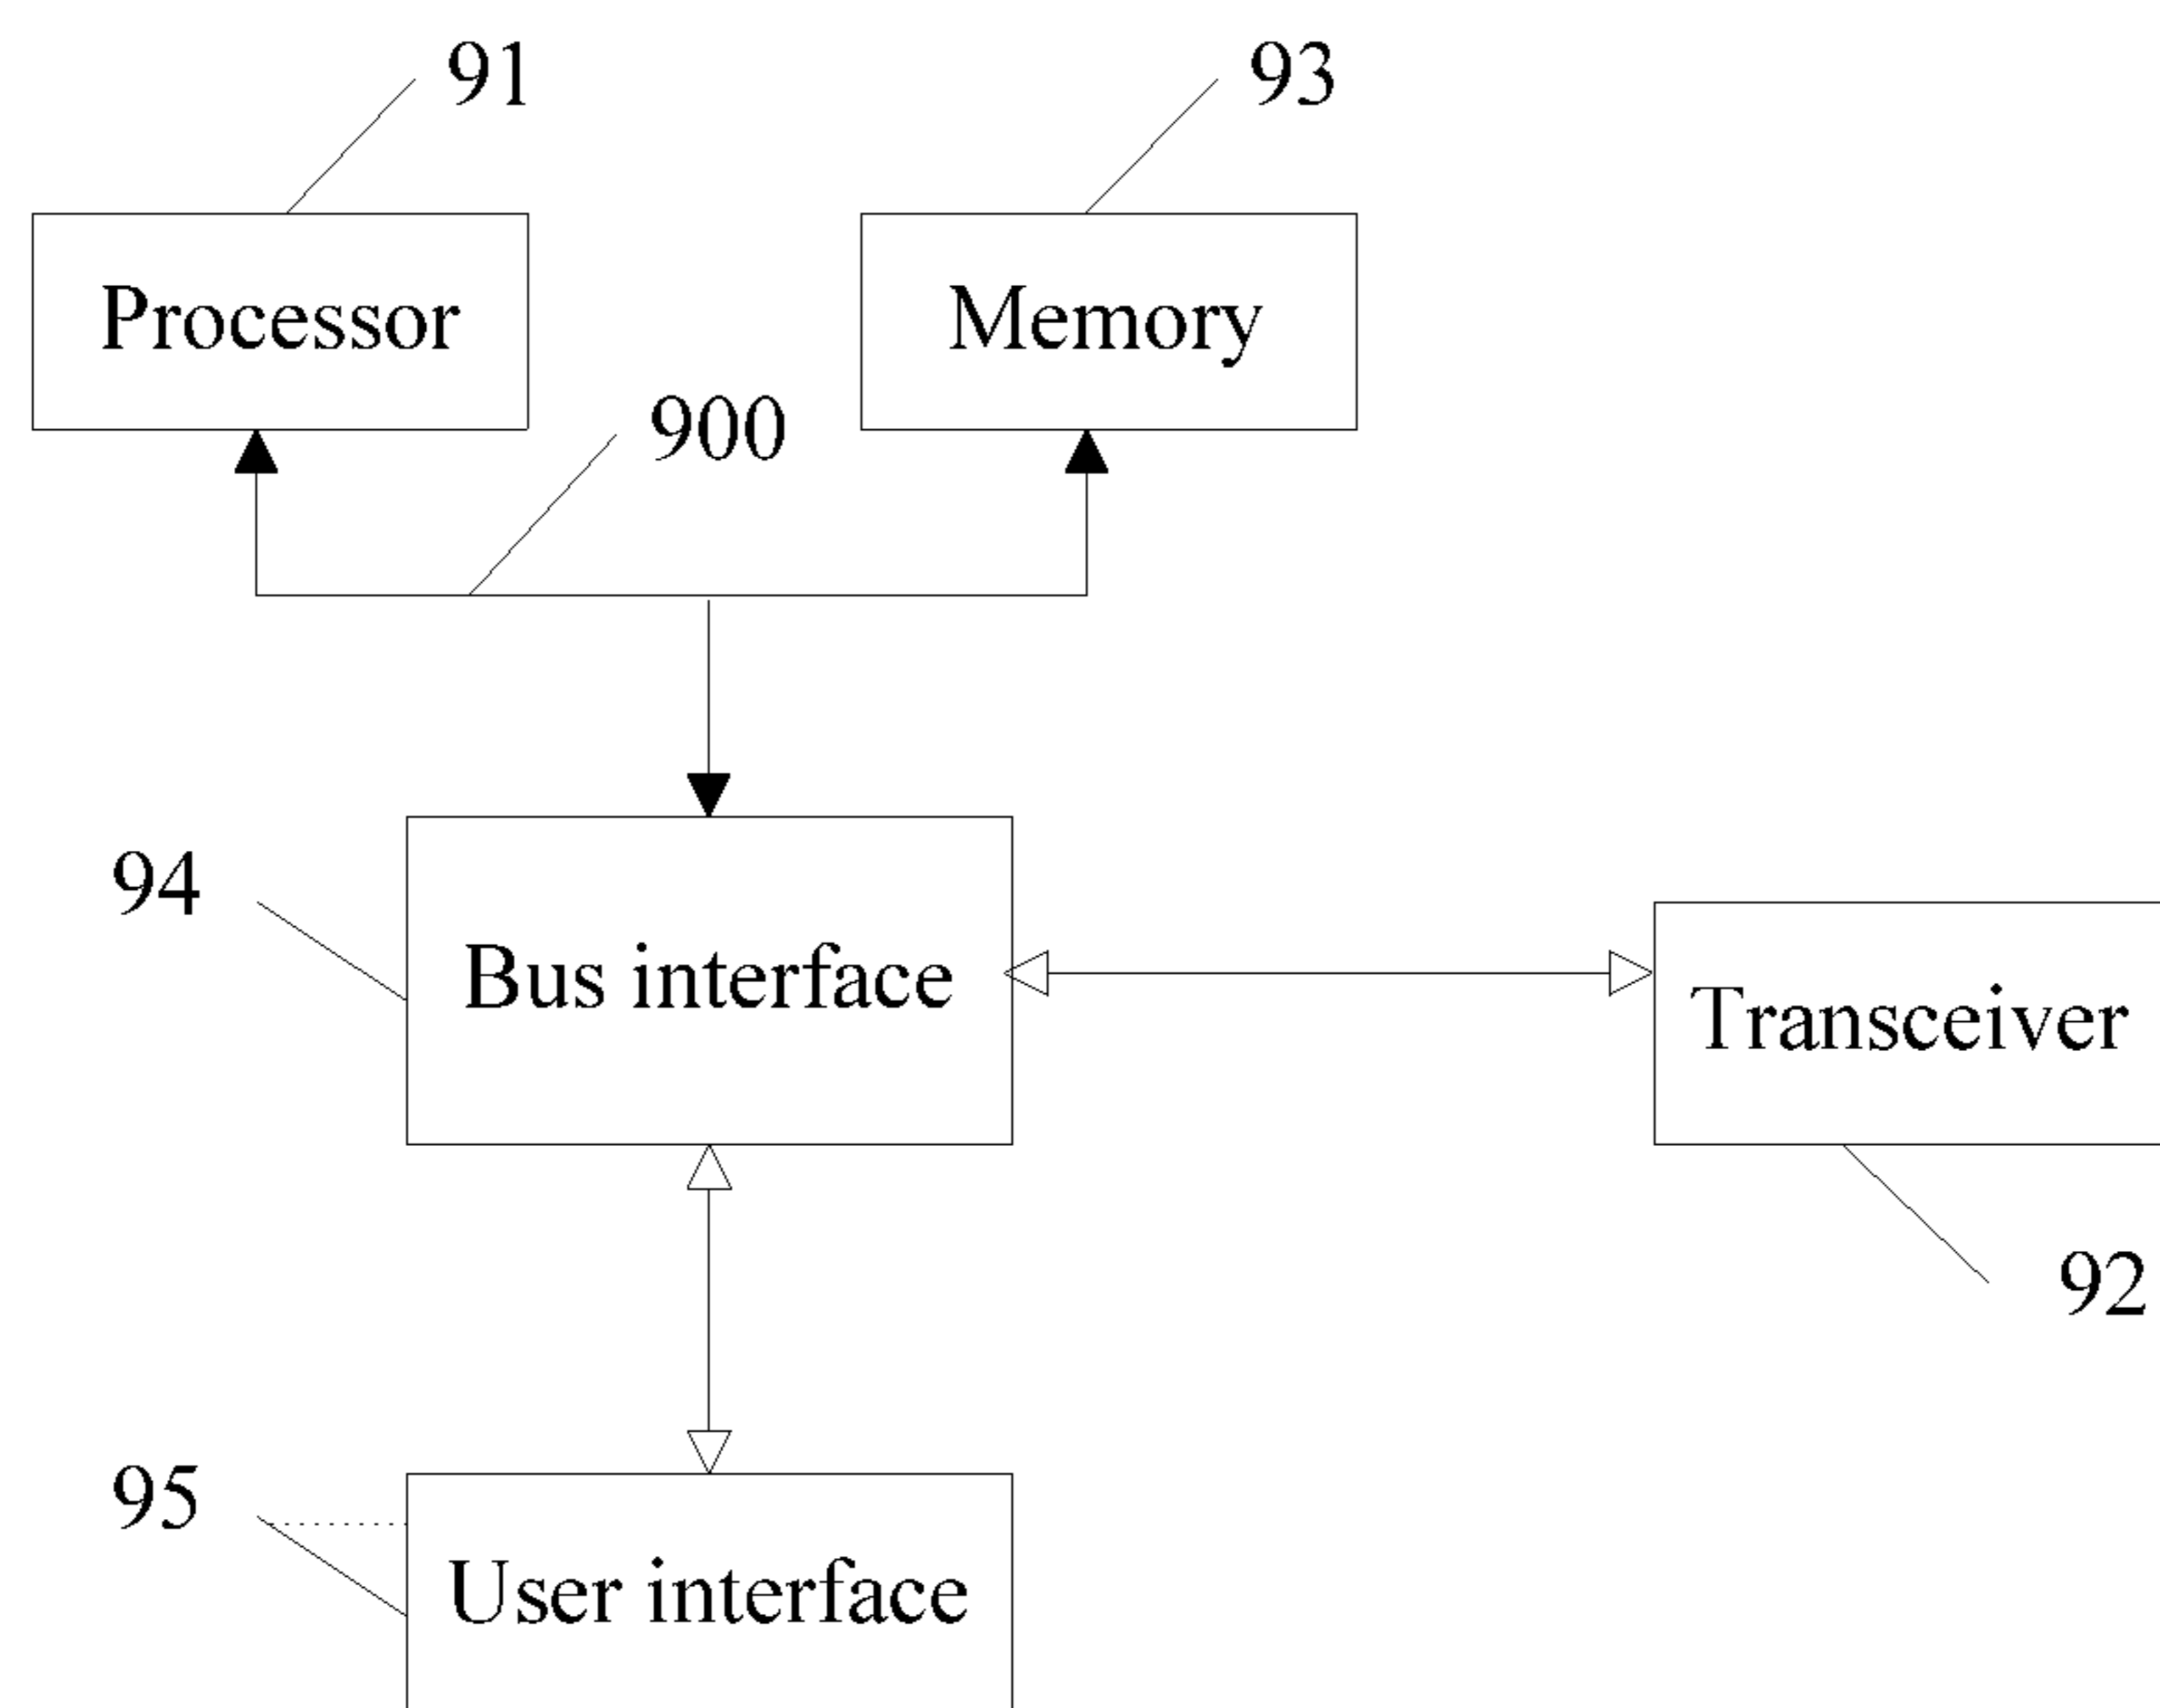 91
93
Processor
Memory
900
94
Bus interface
Transceiver
92
95
User interface